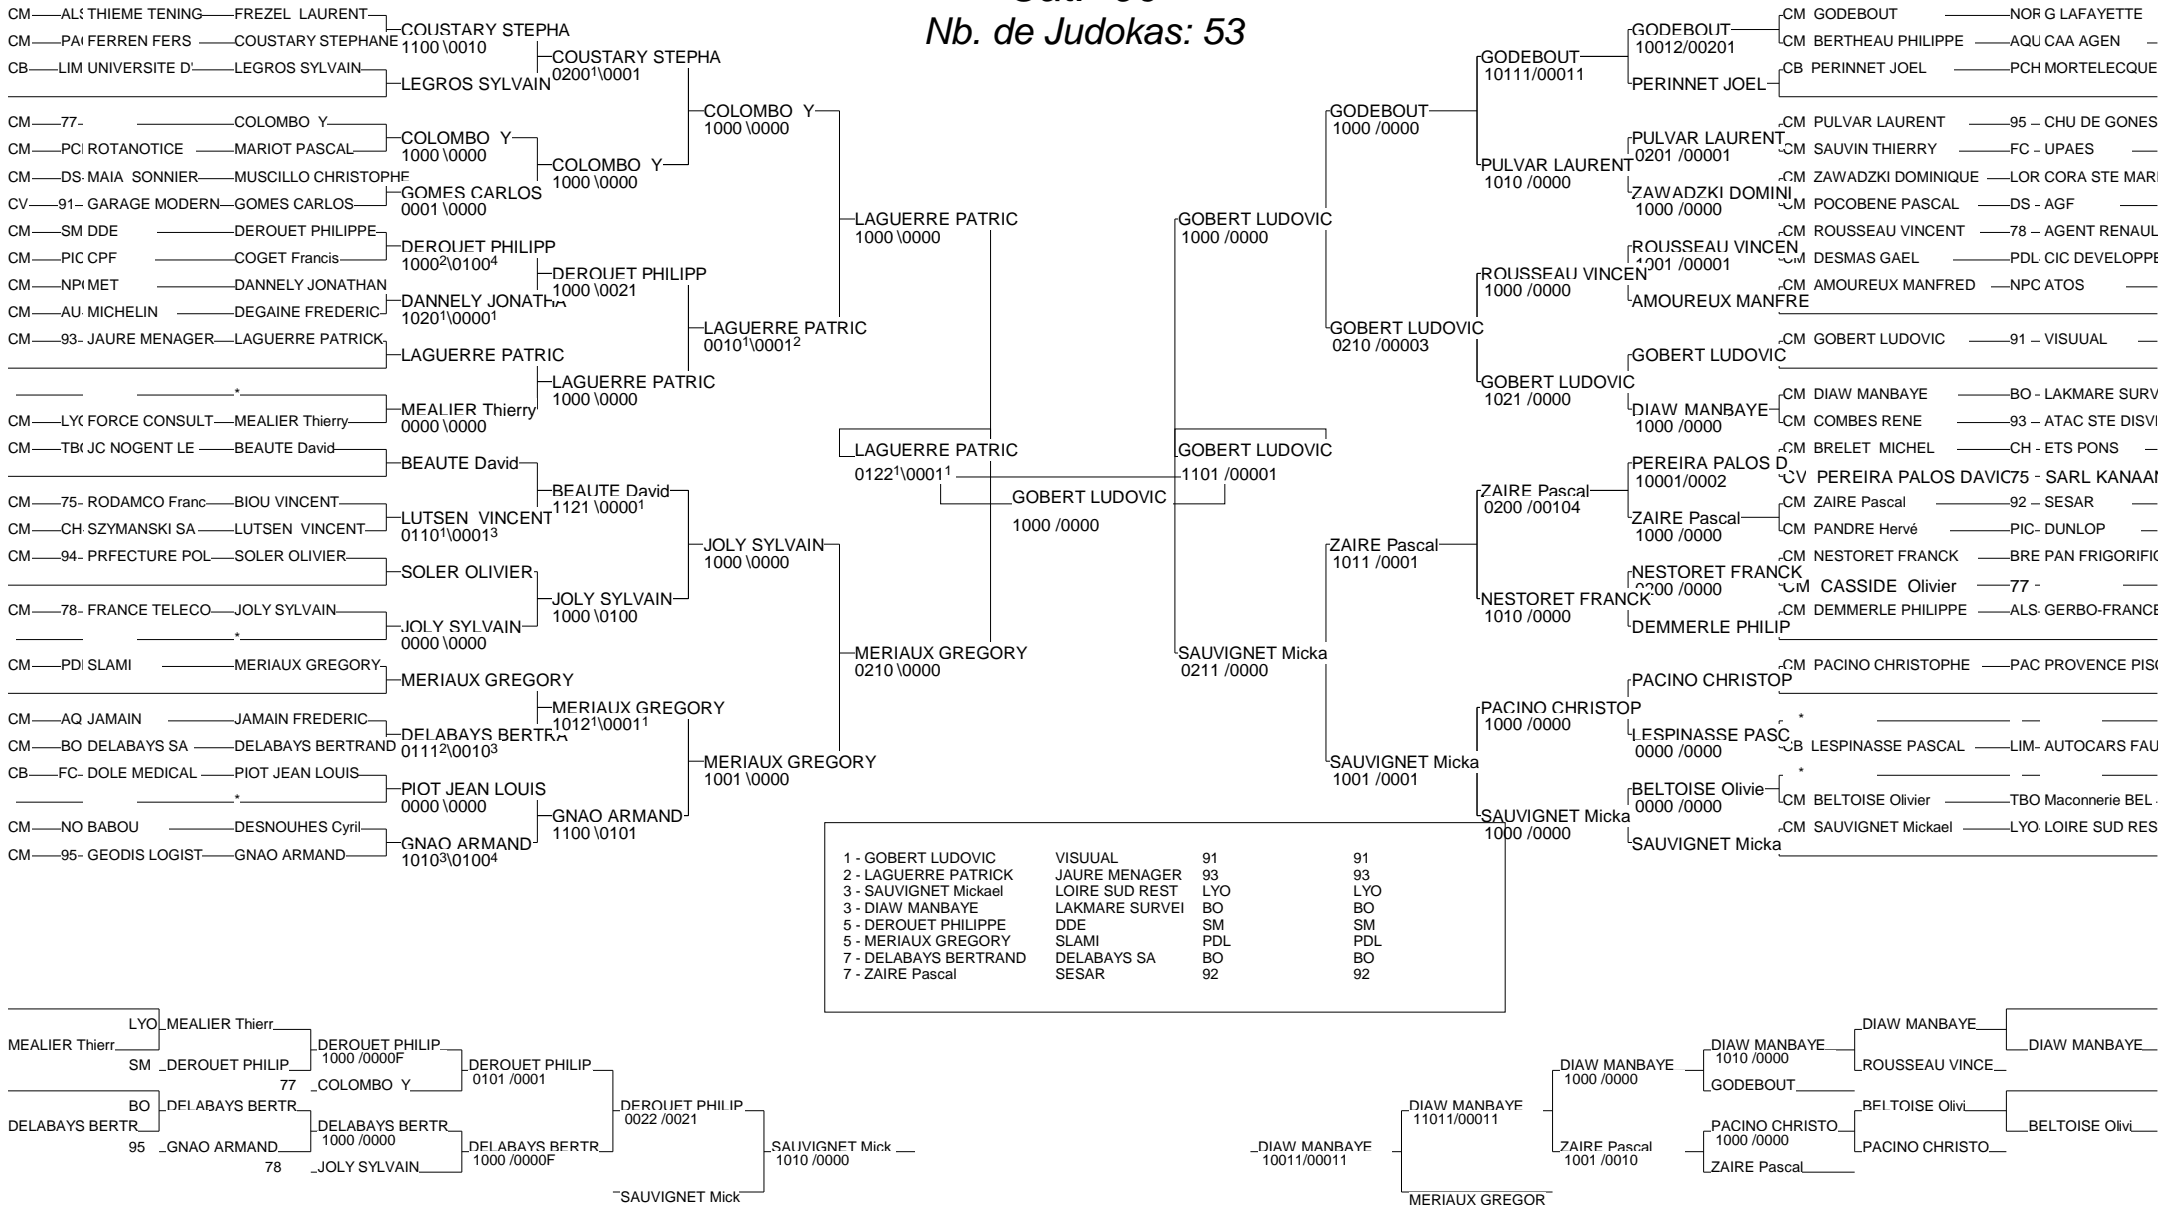 Nb. de Judokas: 53
CM ALS THIEME TENING FREZEL LAURENT
CM PA FERREN FERS COUSTARY STEPHANE
CB LIM UNIVERSITE D' LEGROS SYLVAIN
CM 77- COLOMBO Y
CM PC ROTANOTICE MARIOT PASCAL
CM DS- MAIA SONNIER MUSCILLO CHRISTOPHE
CV 91- GARAGE MODERN GOMES CARLOS
CM SM DDE DEROUET PHILIPPE
CM PIC CPF COGET Francis
CM NP MET DANNELY JONATHAN
CM AU- MICHELIN DEGAINE FREDERIC
CM 93- JAURE MENAGER LAGUERRE PATRICK
*
CM LY FORCE CONSULT MEALIER Thierry
CM TB JC NOGENT LE BEAUTE David
CM 75- RODAMCO Franc BIOU VINCENT
CM CH- SZYMANSKI SA LUTSEN VINCENT
CM 94- PRFECTURE POL SOLER OLIVIER
CM 78- FRANCE TELECO JOLY SYLVAIN
*
CM PD SLAMI MERIAUX GREGORY
CM AQ JAMAIN JAMAIN FREDERIC
CM BO DELABAYS SA DELABAYS BERTRAND
CB FC- DOLE MEDICAL PIOT JEAN LOUIS
*
CM NO BABOU DESNOUHES Cyril
CM 95- GEODIS LOGIST GNAO ARMAND
COUSTARY STEPHA
1100 \0010
LEGROS SYLVAIN
COLOMBO Y
1000 \0000
GOMES CARLOS
0001 \0000
DEROUET PHILIPP
1000² \0100⁴
DANNELY JONATHA
1020¹ \0000¹
LAGUERRE PATRIC
MEALIER Thierry
0000 \0000
BEAUTE David
LUTSEN VINCENT
0110¹ \0001³
SOLER OLIVIER
JOLY SYLVAIN
0000 \0000
MERIAUX GREGORY
DELABAYS BERTRA
0111² \0010³
PIOT JEAN LOUIS
0000 \0000
GNAO ARMAND
1010³ \0100⁴
COUSTARY STEPHA
0200¹ \0001
COLOMBO Y
1000 \0000
DEROUET PHILIPP
1000 \0021
LAGUERRE PATRIC
1000 \0000
BEAUTE David
1121 \0000¹
JOLY SYLVAIN
1000 \0100
MERIAUX GREGORY
1012¹ \0001¹
GNAO ARMAND
1100 \0101
COLOMBO Y
1000 \0000
LAGUERRE PATRIC
0010¹ \0001²
JOLY SYLVAIN
1000 \0000
MERIAUX GREGORY
1001 \0000
LAGUERRE PATRIC
1000 \0000
MERIAUX GREGORY
0210 \0000
LAGUERRE PATRIC
0122¹ \0001¹
GOBERT LUDOVIC
1000 /0000
GOBERT LUDOVIC
1101 /00001
GOBERT LUDOVIC
1000 /0000
SAUVIGNET Micka
0211 /0000
GODEBOUT
1000 /0000
GOBERT LUDOVIC
0210 /00003
ZAIRE Pascal
1011 /0001
SAUVIGNET Micka
1001 /0001
GODEBOUT
10111/00011
PULVAR LAURENT
1010 /0000
ROUSSEAU VINCEN
1000 /0000
GOBERT LUDOVIC
1021 /0000
ZAIRE Pascal
0200 /00104
NESTORET FRANCK
1010 /0000
PACINO CHRISTOP
1000 /0000
SAUVIGNET Micka
1000 /0000
GODEBOUT
10012/00201
PERINNET JOEL
PULVAR LAURENT
0201 /00001
ZAWADZKI DOMINI
1000 /0000
ROUSSEAU VINCEN
1001 /00001
AMOUREUX MANFRE
GOBERT LUDOVIC
DIAW MANBAYE
1000 /0000
PEREIRA PALOS D
10001/0002
ZAIRE Pascal
1000 /0000
NESTORET FRANCK
0200 /0000
DEMMERLE PHILIP
PACINO CHRISTOP
LESPINASSE PASC
0000 /0000
BELTOISE Olivie
0000 /0000
SAUVIGNET Micka
CM GODEBOUT NOR G LAFAYETTE
CM BERTHEAU PHILIPPE AQU CAA AGEN
CB PERINNET JOEL PCH MORTELECQUE
CM PULVAR LAURENT 95 - CHU DE GONES
CM SAUVIN THIERRY FC - UPAES
CM ZAWADZKI DOMINIQUE LOR CORA STE MAR
CM POCOBENE PASCAL DS - AGF
CM ROUSSEAU VINCENT 78 - AGENT RENAUL
CM DESMAS GAEL PDL- CIC DEVELOPPE
CM AMOUREUX MANFRED NPC ATOS
CM GOBERT LUDOVIC 91 - VISUUAL
CM DIAW MANBAYE BO - LAKMARE SURV
CM COMBES RENE 93 - ATAC STE DISV
CM BRELET MICHEL CH - ETS PONS
CV PEREIRA PALOS DAVIC 75 - SARL KANAAN
CM ZAIRE Pascal 92 - SESAR
CM PANDRE Hervé PIC- DUNLOP
CM NESTORET FRANCK BRE PAN FRIGORIFIC
CM CASSIDE Olivier 77 -
CM DEMMERLE PHILIPPE ALS- GERBO-FRANCE
CM PACINO CHRISTOPHE PAC PROVENCE PISC
*
CB LESPINASSE PASCAL LIM- AUTOCARS FAU
*
CM BELTOISE Olivier TBO Maconnerie BEL
CM SAUVIGNET Mickael LYO- LOIRE SUD RES
1 - GOBERT LUDOVIC VISUUAL 91 91
2 - LAGUERRE PATRICK JAURE MENAGER 93 93
3 - SAUVIGNET Mickael LOIRE SUD REST LYO LYO
3 - DIAW MANBAYE LAKMARE SURVEI BO BO
5 - DEROUET PHILIPPE DDE SM SM
5 - MERIAUX GREGORY SLAMI PDL PDL
7 - DELABAYS BERTRAND DELABAYS SA BO BO
7 - ZAIRE Pascal SESAR 92 92
MEALIER Thierr
DELABAYS BERTR
LYO MEALIER Thierr
SM DEROUET PHILIP
77 COLOMBO Y
BO DELABAYS BERTR
95 GNAO ARMAND
78 JOLY SYLVAIN
DEROUET PHILIP
1000 /0000F
DELABAYS BERTR
1000 /0000
DEROUET PHILIP
0101 /0001
DELABAYS BERTR
1000 /0000F
DEROUET PHILIP
0022 /0021
SAUVIGNET Mick
SAUVIGNET Mick
1010 /0000
DIAW MANBAYE
10011/00011
DIAW MANBAYE
11011/00011
MERIAUX GREGOR
DIAW MANBAYE
1000 /0000
ZAIRE Pascal
1001 /0010
DIAW MANBAYE
1010 /0000
GODEBOUT
PACINO CHRISTO
1000 /0000
ZAIRE Pascal
DIAW MANBAYE
ROUSSEAU VINCE
BELTOISE Olivi
PACINO CHRISTO
DIAW MANBAYE
BELTOISE Olivi